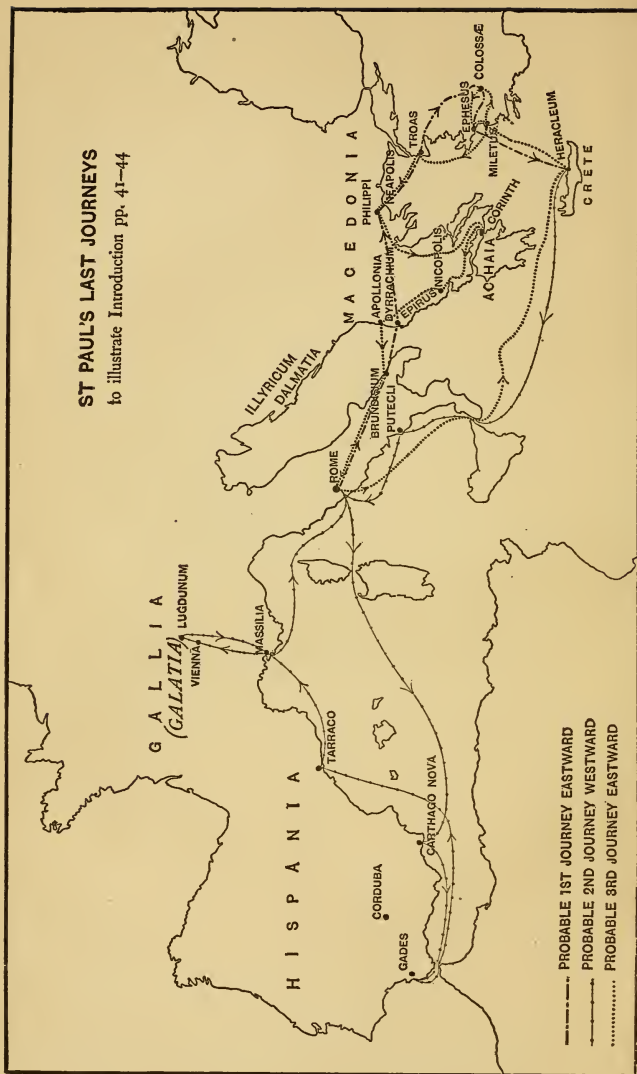 ST PAUL'S LAST JOURNEYS
to illustrate Introduction pp. 41-44
GALLIA
(GALATIA)
LUGDUNUM
VIENNA
MASSILIA
HISPANIA
TARRACO
CARTHAGO NOVA
CORDUBA
GADES
ROME
ILLYRICUM
DALMATIA
BRUNDISIUM
PUTEOLI
MACEDONIA
APOLLONIA
DYRRACHIUM
EPIRUS
NICOPOLIS
ACHAIA
CORINTH
PHILIPPI
NEAPOLIS
TROAS
EPHESUS
COLOSSÆ
MILETUS
HERACLEUM
CRETE
PROBABLE 1ST JOURNEY EASTWARD
PROBABLE 2ND JOURNEY WESTWARD
PROBABLE 3RD JOURNEY EASTWARD